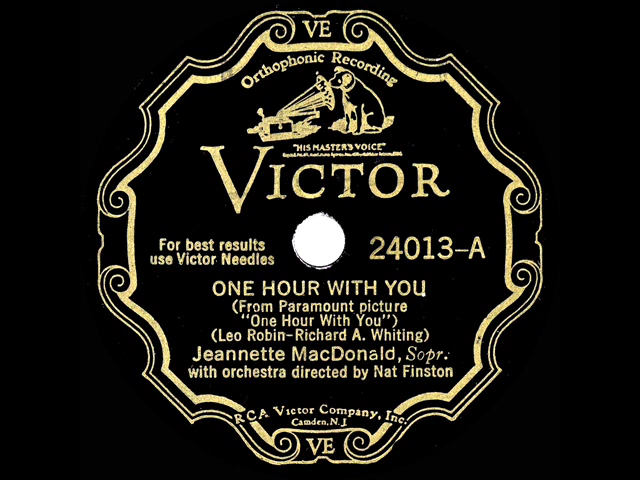 VE
Orthophonic Recording
"HIS MASTER'S VOICE"
VICTOR
For best results
use Victor Needles
24013-A
ONE HOUR WITH YOU
(From Paramount picture
"One Hour With You")
(Leo Robin-Richard A. Whiting)
Jeannette MacDonald, Sopr.
with orchestra directed by Nat Finston
RCA Victor Company, Inc.
Camden, N. J.
VE